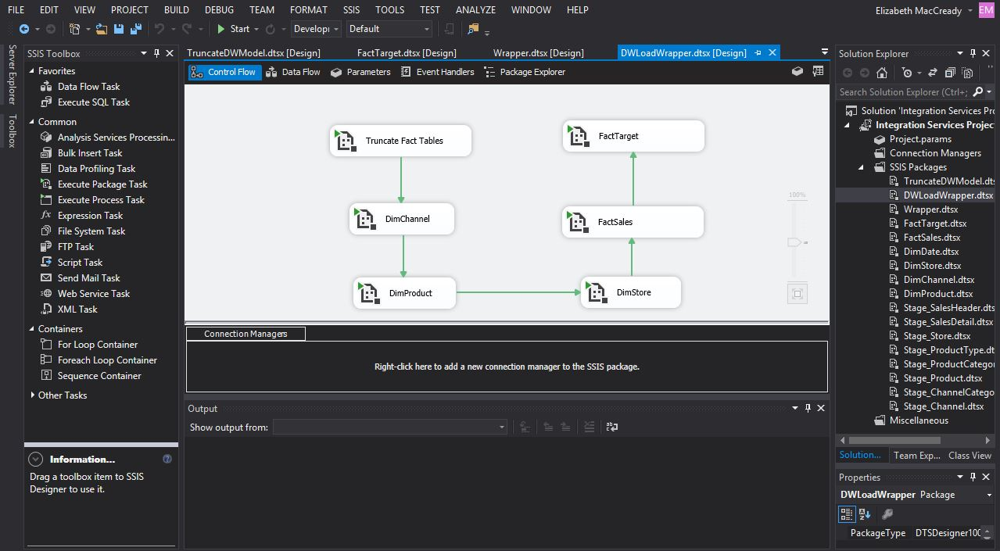 FILE EDIT VIEW PROJECT BUILD DEBUG TEAM FORMAT SSIS TOOLS TEST ANALYZE WINDOW HELP
Elizabeth MacCready EM
Start Developi Default
Server Explorer
Toolbox
SSIS Toolbox
Favorites
Data Flow Task
Execute SQL Task
Common
Analysis Services Processing...
Bulk Insert Task
Data Profiling Task
Execute Package Task
Execute Process Task
Expression Task
File System Task
FTP Task
Script Task
Send Mail Task
Web Service Task
XML Task
Containers
For Loop Container
Foreach Loop Container
Sequence Container
Other Tasks
Information...
Drag a toolbox item to SSIS
Designer to use it.
TruncateDWModel.dtsx [Design] FactTarget.dtsx [Design] Wrapper.dtsx [Design] DWLoadWrapper.dtsx [Design]
Control Flow Data Flow Parameters Event Handlers Package Explorer
Truncate Fact Tables
DimChannel
DimProduct
DimStore
FactSales
FactTarget
100%
Connection Managers
Right-click here to add a new connection manager to the SSIS package.
Output
Show output from:
Solution Explorer
Search Solution Explorer (Ctrl+;
Solution 'Integration Services Pro
Integration Services Projec
Project.params
Connection Managers
SSIS Packages
TruncateDWModel.dts
DWLoadWrapper.dtsx
Wrapper.dtsx
FactTarget.dtsx
FactSales.dtsx
DimDate.dtsx
DimStore.dtsx
DimChannel.dtsx
DimProduct.dtsx
Stage_SalesHeader.dts
Stage_SalesDetail.dtsx
Stage_Store.dtsx
Stage_ProductType.dt
Stage_ProductCatego
Stage_Product.dtsx
Stage_ChannelCatego
Stage_Channel.dtsx
Miscellaneous
Solution... Team Exp... Class View
Properties
DWLoadWrapper Package
PackageType DTSDesigner100